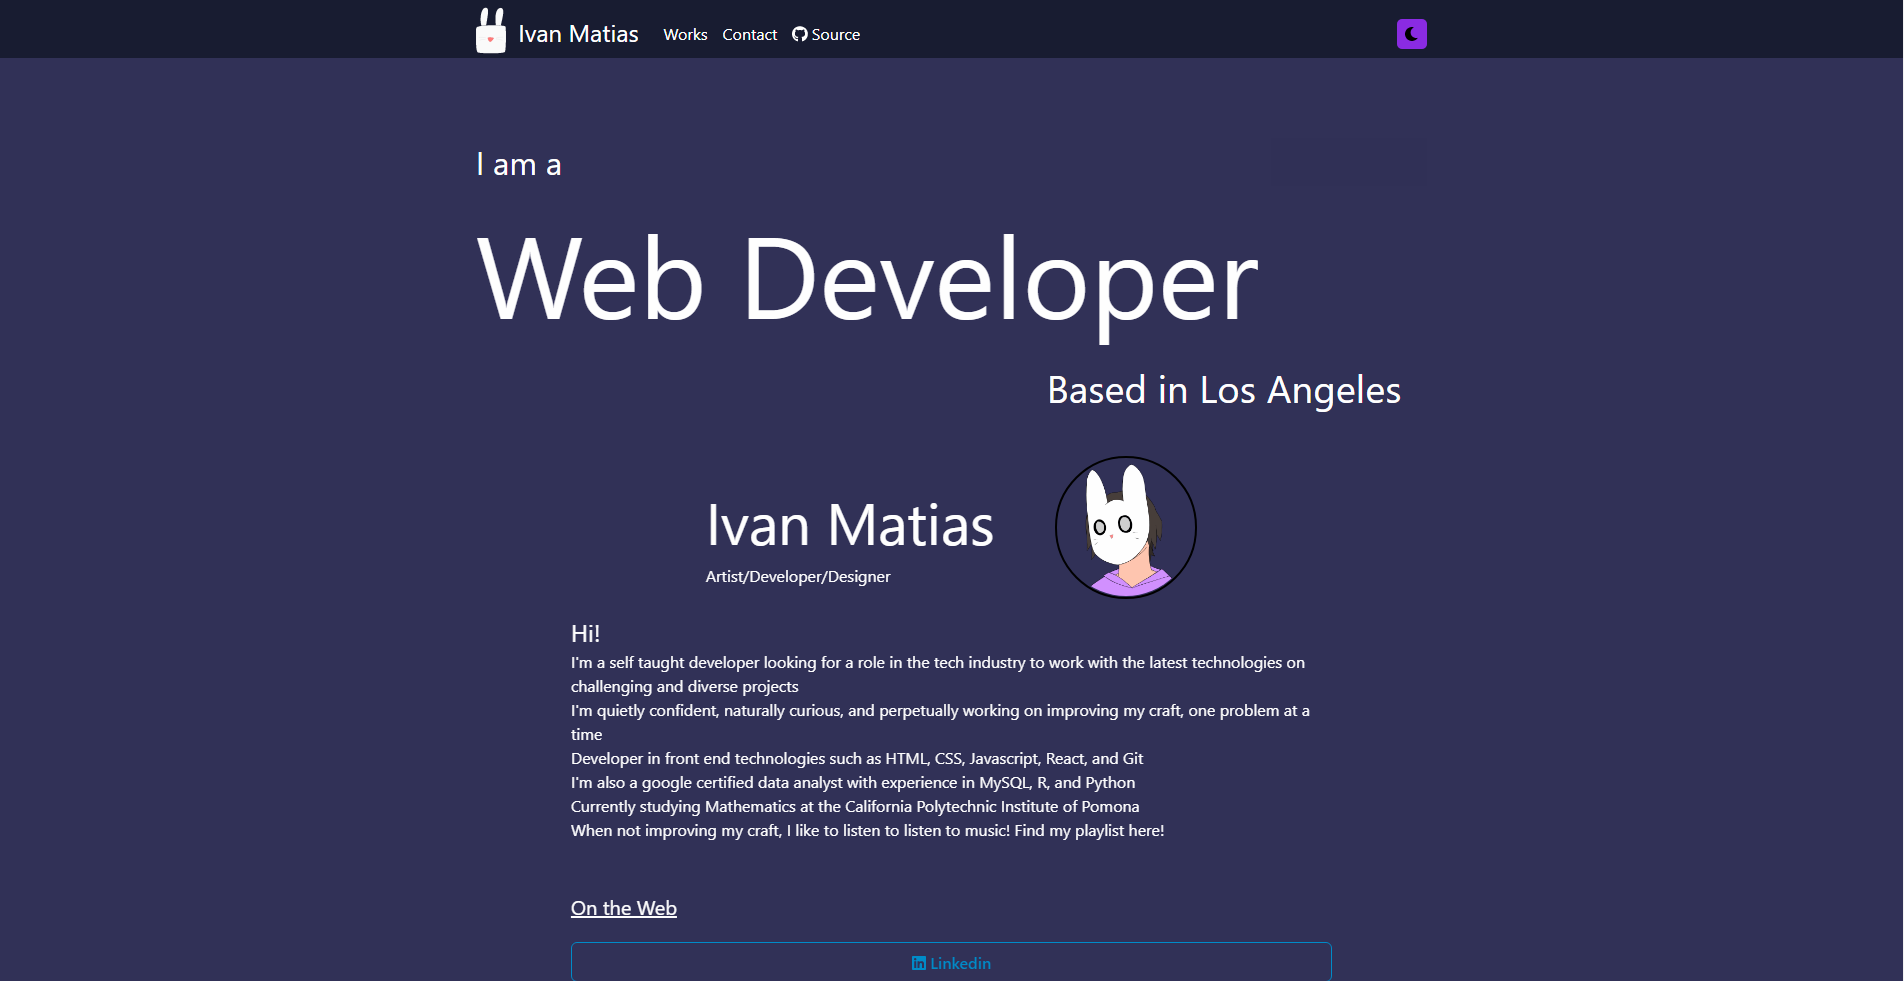 Ivan Matias Works Contact Source
I am a
Web Developer
Based in Los Angeles
Ivan Matias
Artist/Developer/Designer
Hi!
I'm a self taught developer looking for a role in the tech industry to work with the latest technologies on
challenging and diverse projects
I'm quietly confident, naturally curious, and perpetually working on improving my craft, one problem at a
time
Developer in front end technologies such as HTML, CSS, Javascript, React, and Git
I'm also a google certified data analyst with experience in MySQL, R, and Python
Currently studying Mathematics at the California Polytechnic Institute of Pomona
When not improving my craft, I like to listen to listen to music! Find my playlist here!
On the Web
Linkedin